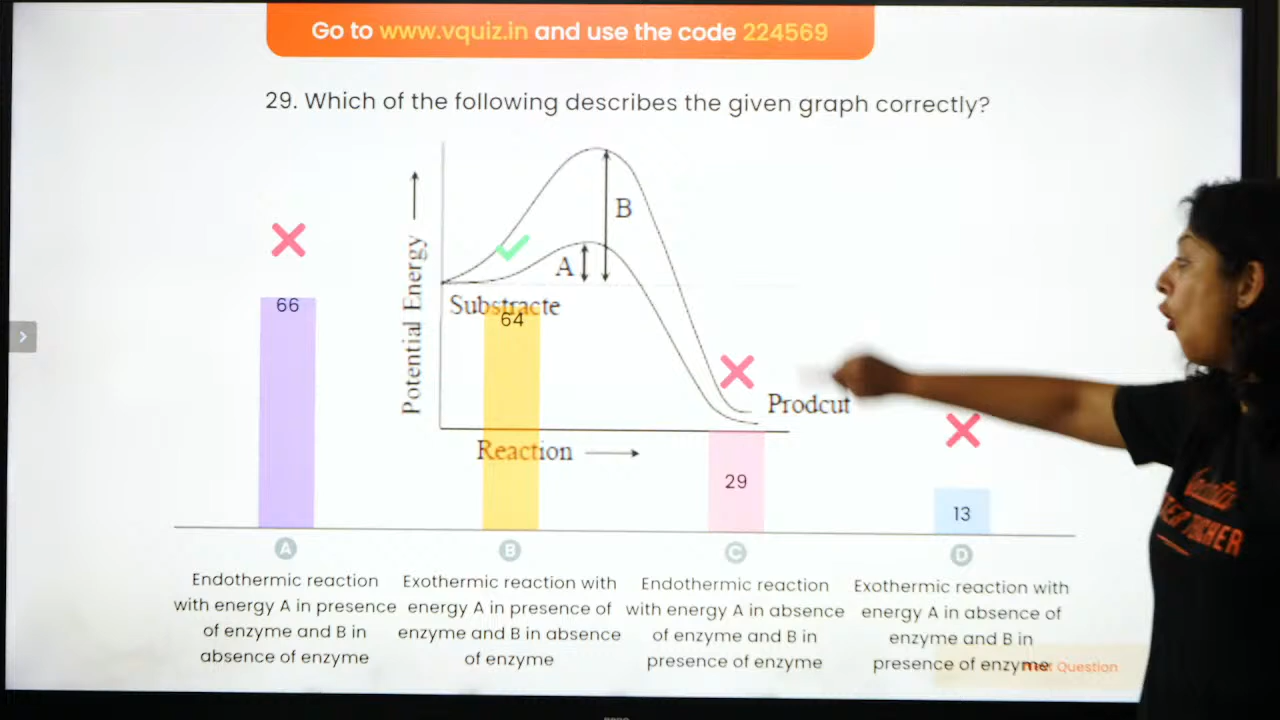 Go to www.vquiz.in and use the code 224569
29. Which of the following describes the given graph correctly?
Potential Energy
B
A
Substracte
66
64
Prodcut
Reaction
29
13
A
B
C
D
Endothermic reaction
with energy A in presence
of enzyme and B in
absence of enzyme
Exothermic reaction with
energy A in presence of
enzyme and B in absence
of enzyme
Endothermic reaction
with energy A in absence
of enzyme and B in
presence of enzyme
Exothermic reaction with
energy A in absence of
enzyme and B in
presence of enzyme
Question